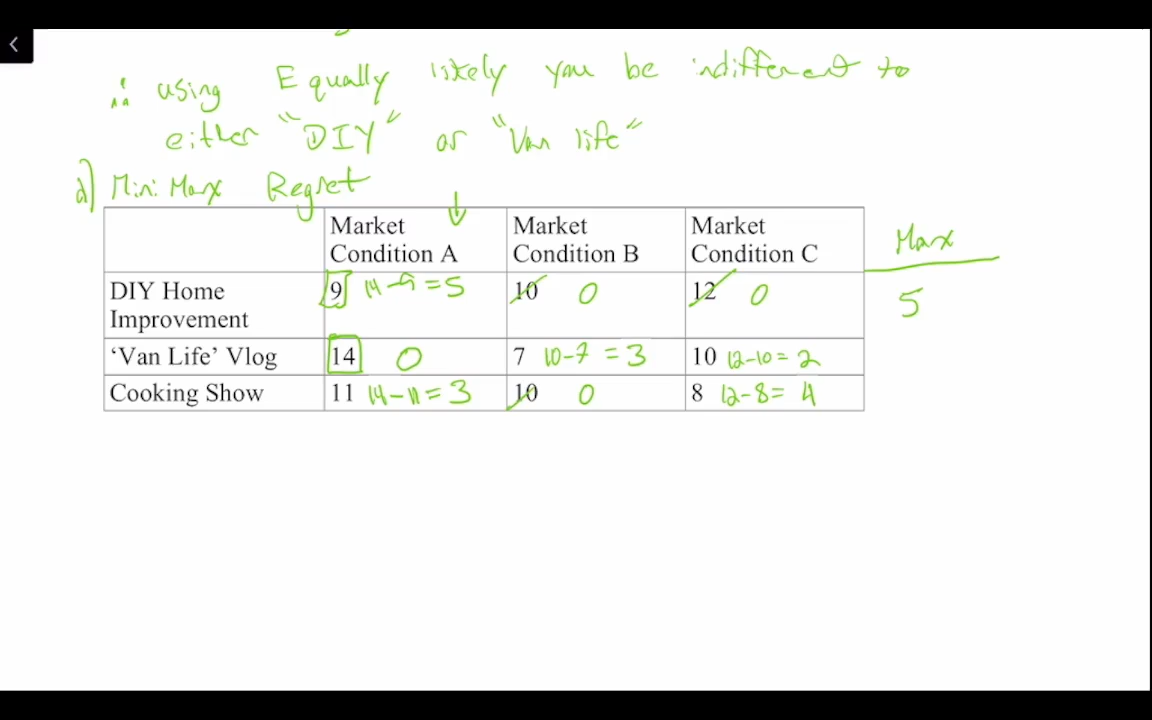 ∴ using Equally likely you be indifferent to
either "DIY" or "Van life"
d) Mini Max Regret
Market Condition A ↓ Market Condition B Market Condition C Max
DIY Home Improvement 9 14-9=5 10 0 12 0 5
'Van Life' Vlog 14 0 7 10-7=3 10 12-10=2
Cooking Show 11 14-11=3 10 0 8 12-8=4